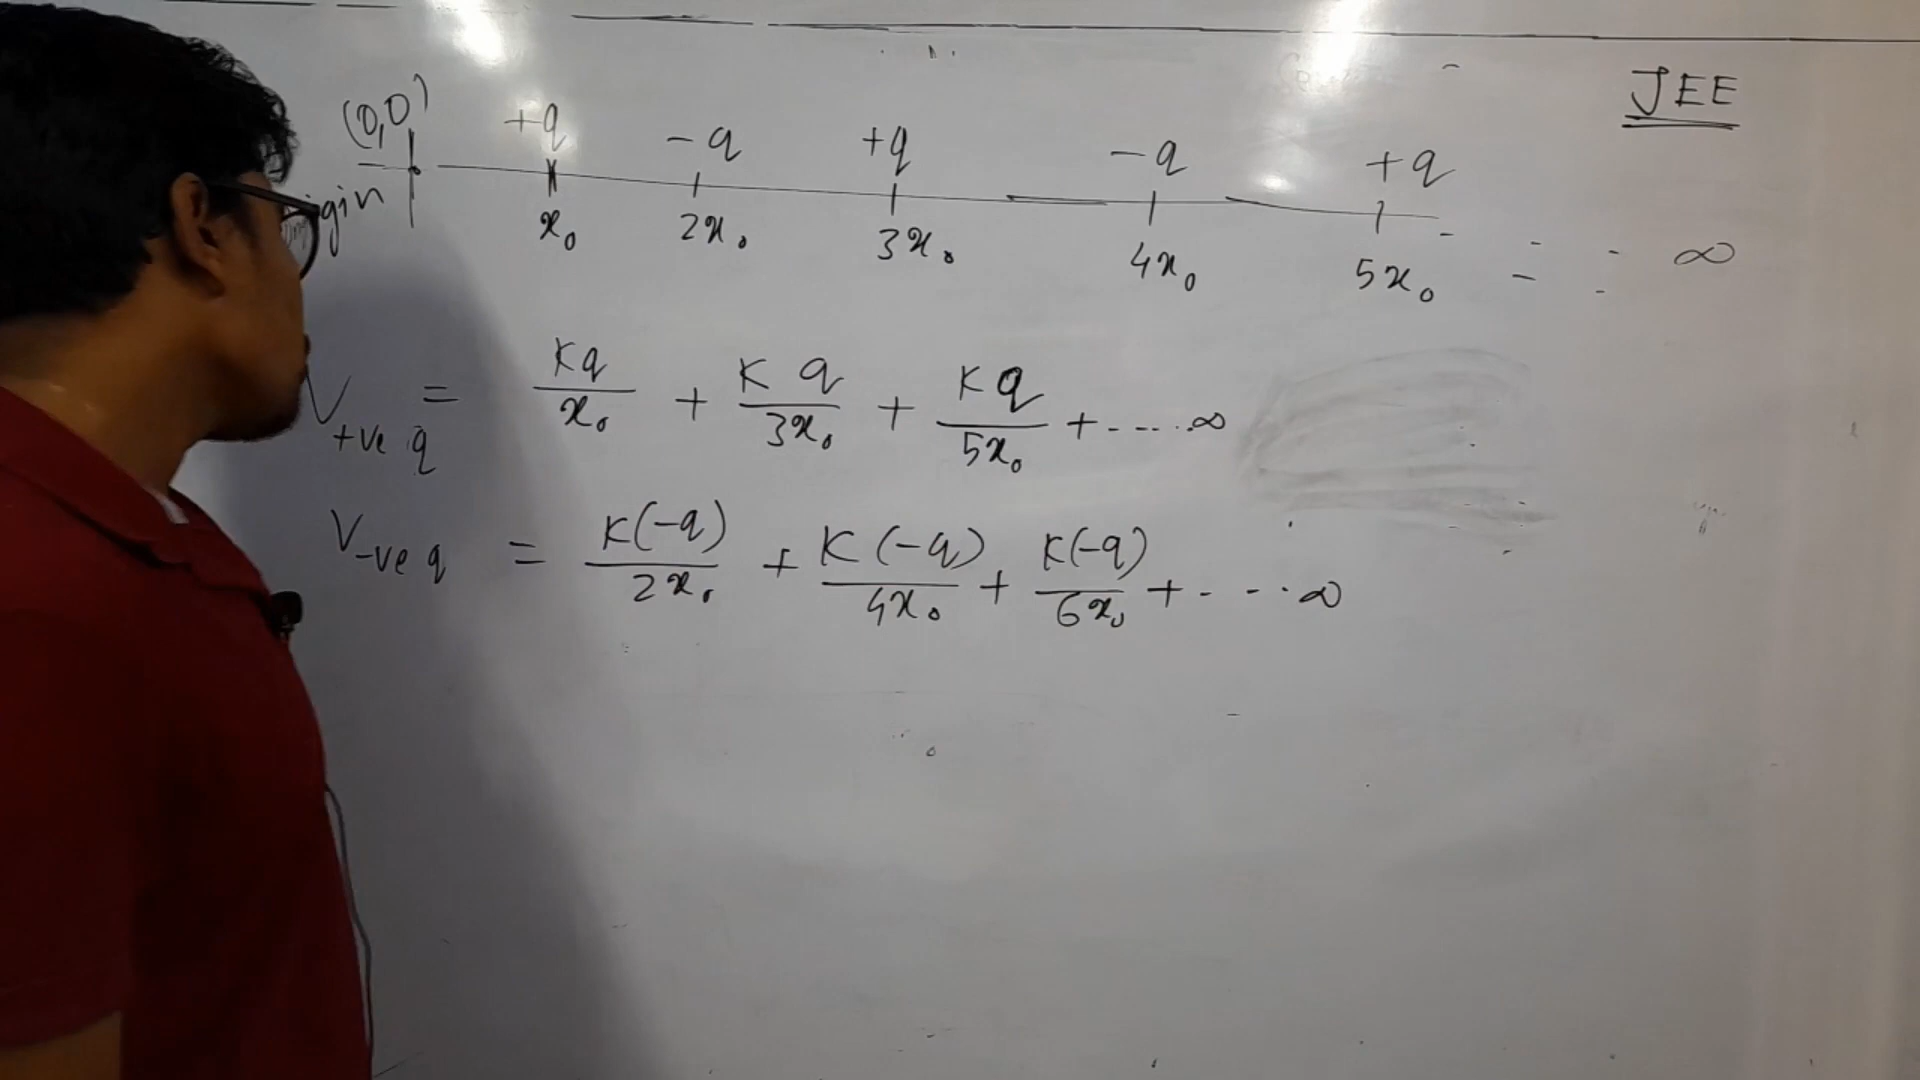 JEE
(0,0) +q -q +q -q +q
gin x₀ 2x₀ 3x₀ 4x₀ 5x₀ - - - - - ∞
V+ve q = Kq/x₀ + Kq/3x₀ + Kq/5x₀ + ..... ∞
V-ve q = K(-q)/2x₀ + K(-q)/4x₀ + K(-q)/6x₀ + .... ∞